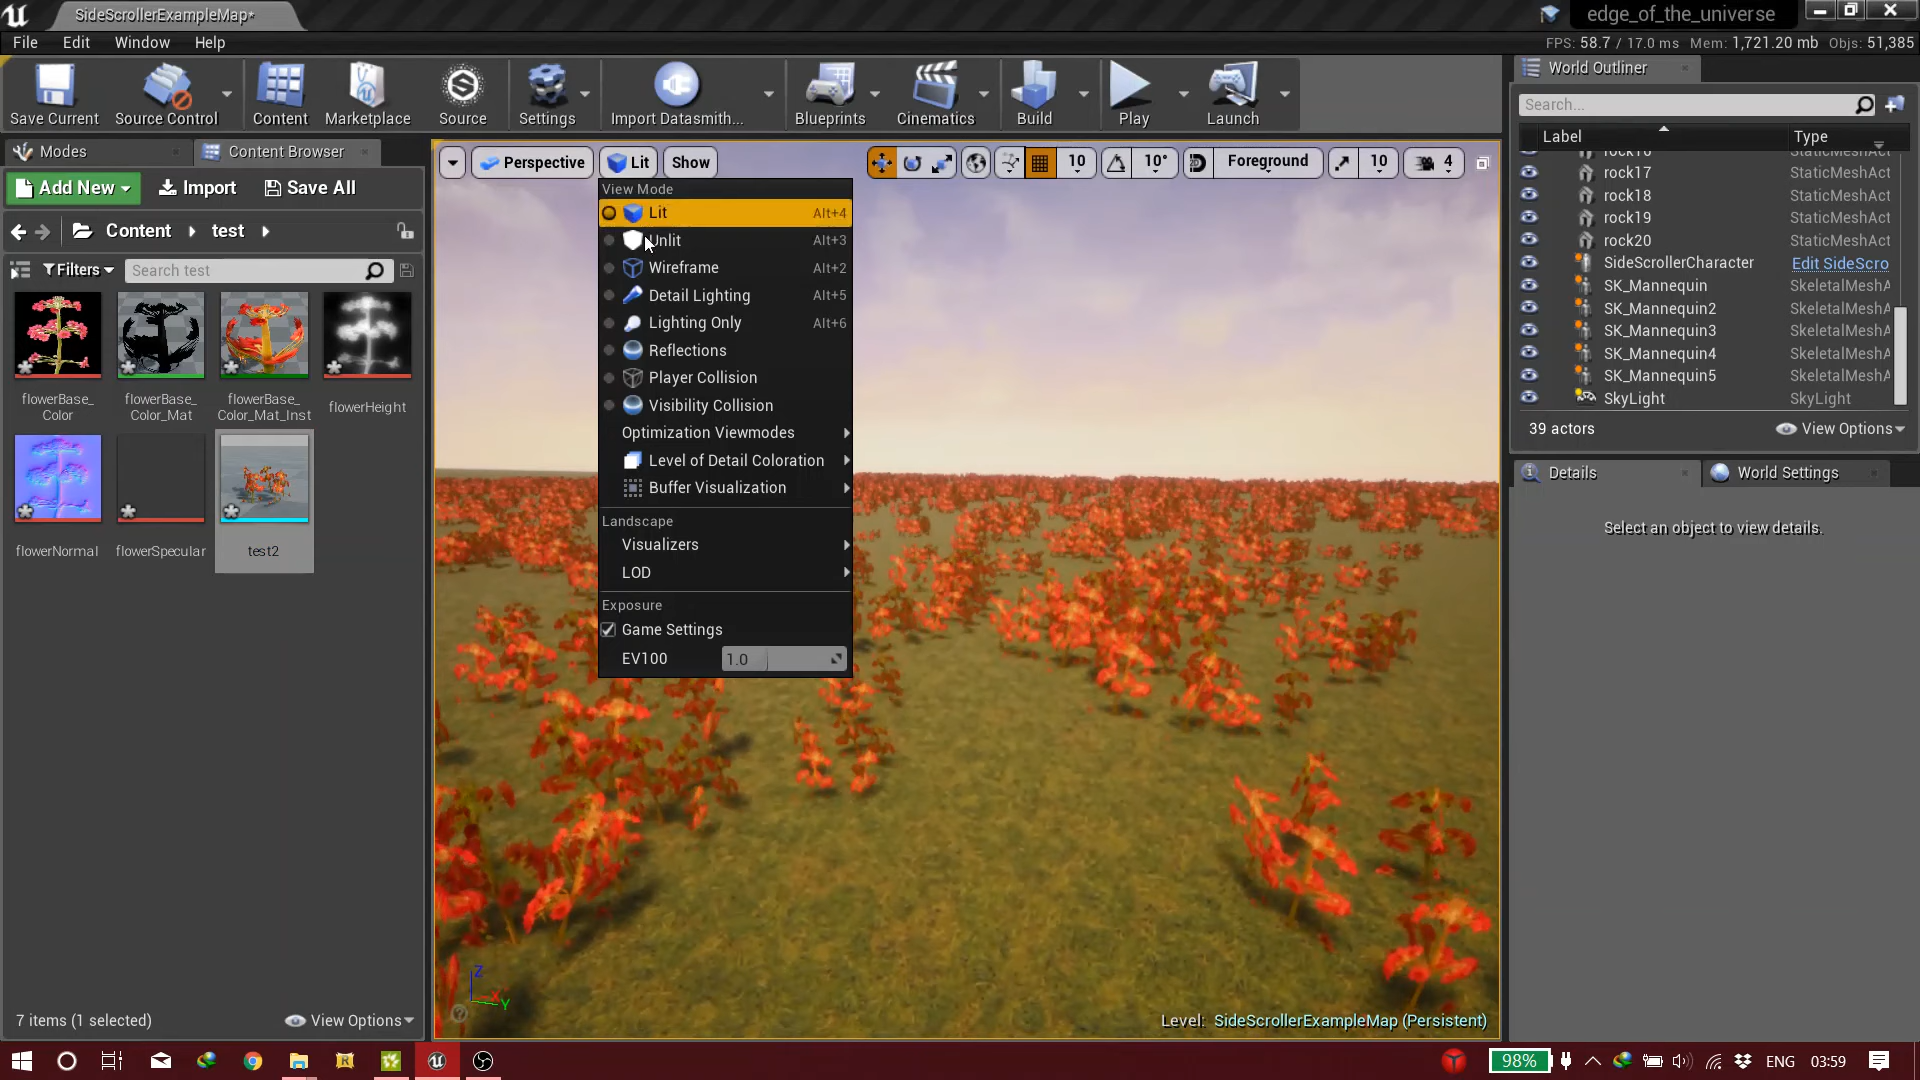 SideScrollerExampleMap*
edge_of_the_universe
File Edit Window Help
FPS: 58.7 / 17.0 ms Mem: 1,721.20 mb Objs: 51,385
Save Current
Source Control
Content
Marketplace
Source
Settings
Import Datasmith...
Blueprints
Cinematics
Build
Play
Launch
World Outliner
Search...
Label Type
rock16 StaticMeshAct
rock17 StaticMeshAct
rock18 StaticMeshAct
rock19 StaticMeshAct
rock20 StaticMeshAct
SideScrollerCharacter Edit SideScro
SK_Mannequin SkeletalMeshA
SK_Mannequin2 SkeletalMeshA
SK_Mannequin3 SkeletalMeshA
SK_Mannequin4 SkeletalMeshA
SK_Mannequin5 SkeletalMeshA
SkyLight SkyLight
39 actors View Options
Details World Settings
Select an object to view details.
Modes Content Browser
Add New Import Save All
Content test
Filters Search test
flowerBase_
Color
flowerBase_
Color_Mat
flowerBase_
Color_Mat_Inst
flowerHeight
flowerNormal
flowerSpecular
test2
7 items (1 selected) View Options
Perspective Lit Show
10 10° Foreground 10 4
View Mode
Lit Alt+4
Unlit Alt+3
Wireframe Alt+2
Detail Lighting Alt+5
Lighting Only Alt+6
Reflections
Player Collision
Visibility Collision
Optimization Viewmodes
Level of Detail Coloration
Buffer Visualization
Landscape
Visualizers
LOD
Exposure
Game Settings
EV100 1.0
Z
X
Y
Level: SideScrollerExampleMap (Persistent)
98% ENG 03:59